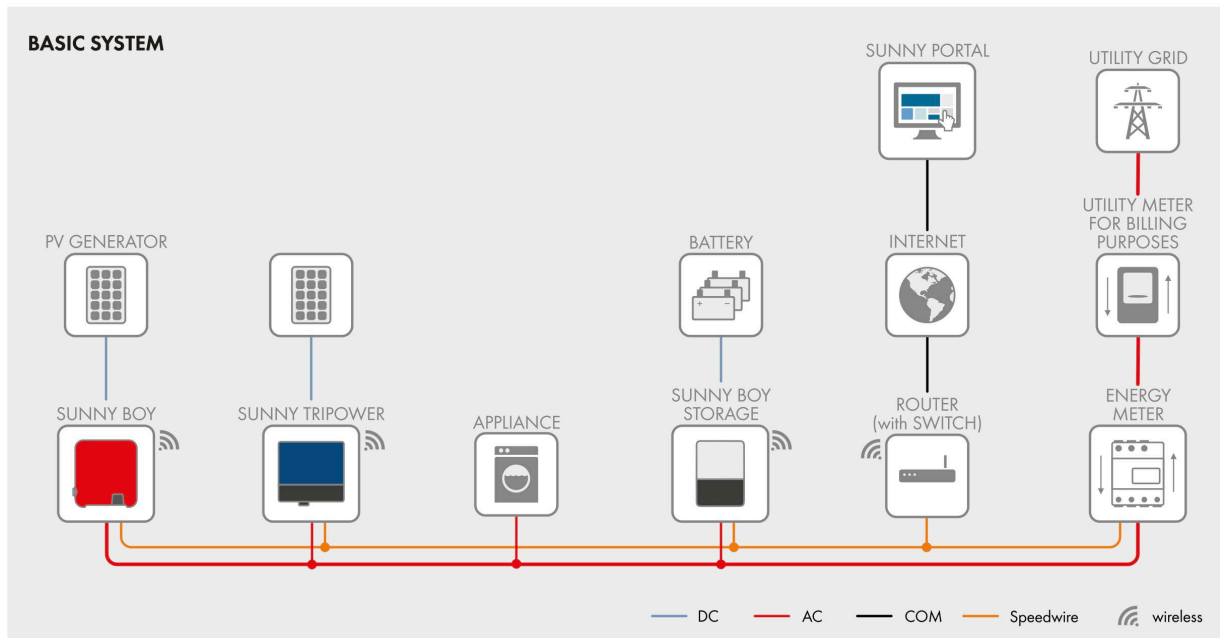 BASIC SYSTEM
SUNNY PORTAL
UTILITY GRID
PV GENERATOR
BATTERY
INTERNET
UTILITY METER
FOR BILLING
PURPOSES
SUNNY BOY
SUNNY TRIPOWER
APPLIANCE
SUNNY BOY
STORAGE
ROUTER
(with SWITCH)
ENERGY
METER
DC
AC
COM
Speedwire
wireless